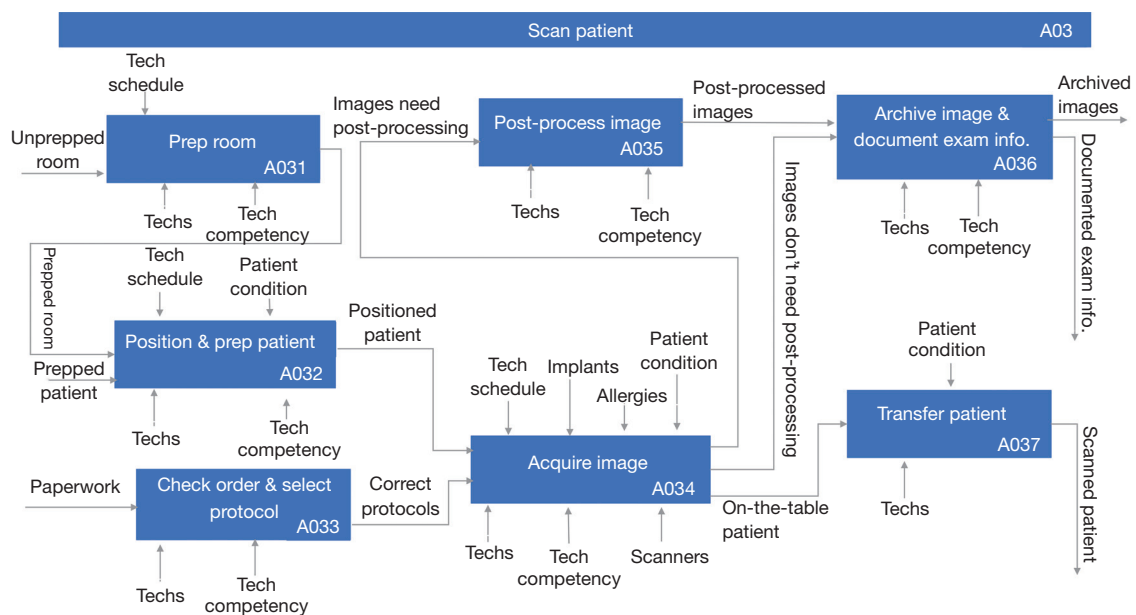 Scan patient
A03
Tech
schedule
Unprepped
room
Prep room
A031
Techs
Tech
competency
Images need
post-processing
Post-process image
A035
Techs
Tech
competency
Post-processed
images
Archive image &
document exam info.
A036
Techs
Tech
competency
Archived
images
Documented exam info.
Prepped room
Tech
schedule
Patient
condition
Prepped
patient
Position & prep patient
A032
Techs
Tech
competency
Positioned
patient
Paperwork
Check order & select
protocol
A033
Techs
Tech
competency
Correct
protocols
Tech
schedule
Implants
Allergies
Patient
condition
Acquire image
A034
Techs
Tech
competency
Scanners
Images don't need post-processing
On-the-table
patient
Patient
condition
Transfer patient
A037
Techs
Scanned patient